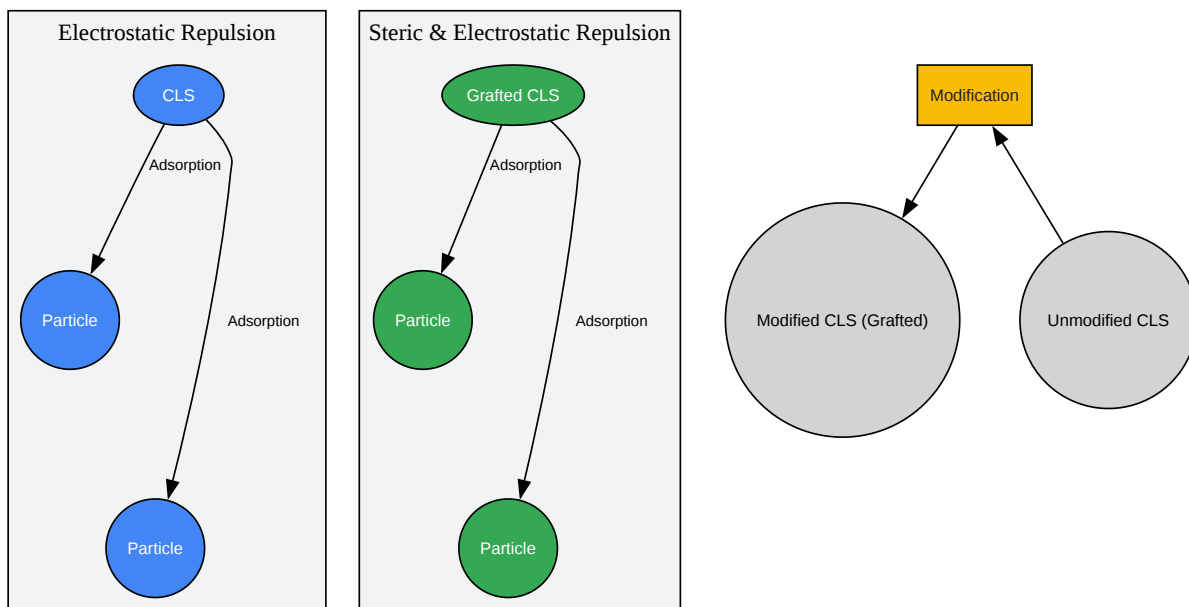 Electrostatic Repulsion
CLS
Adsorption
Particle
Adsorption
Particle
Steric & Electrostatic Repulsion
Grafted CLS
Adsorption
Particle
Adsorption
Particle
Modification
Modified CLS (Grafted)
Unmodified CLS